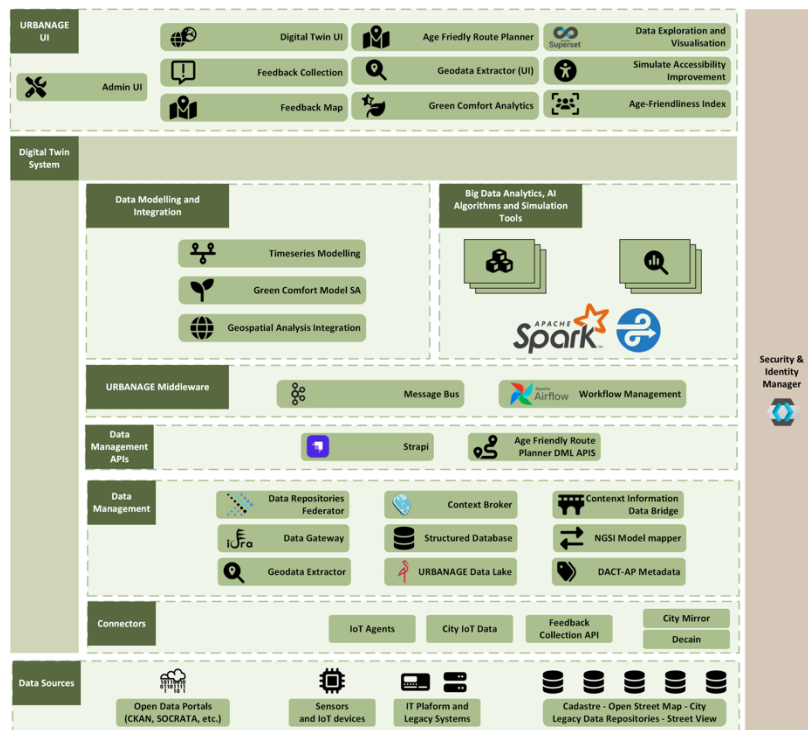 URBANAGE
UI
Admin UI
Digital Twin UI
Feedback Collection
Feedback Map
Age Friedly Route Planner
Geodata Extractor (UI)
Green Comfort Analytics
Superset
Data Exploration and
Visualisation
Simulate Accessibility
Improvement
Age-Friendliness Index
Digital Twin
System
Data Modelling and
Integration
Timeseries Modelling
Green Comfort Model SA
Geospatial Analysis Integration
Big Data Analytics, AI
Algorithms and Simulation
Tools
APACHE
Spark
URBANAGE Middleware
Message Bus
Airflow
Workflow Management
Data
Management
APIs
Strapi
Age Friendly Route
Planner DML APIS
Data
Management
Data Repositories
Federator
Context Broker
Contenxt Information
Data Bridge
Data Gateway
Structured Database
NGSI Model mapper
Geodata Extractor
URBANAGE Data Lake
DACT-AP Metadata
Connectors
IoT Agents
City IoT Data
Feedback
Collection API
City Mirror
Decain
Data Sources
Open Data Portals
(CKAN, SOCRATA, etc.)
Sensors
and IoT devices
IT Plaform and
Legacy Systems
Cadastre - Open Street Map - City
Legacy Data Repositories - Street View
Security &
Identity
Manager